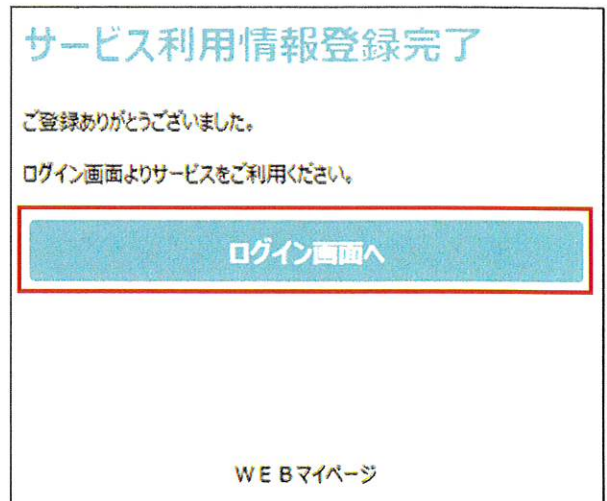 サービス利用情報登録完了
ご登録ありがとうございました。
ログイン画面よりサービスをご利用ください。
ログイン画面へ
ＷＥＢマイページ